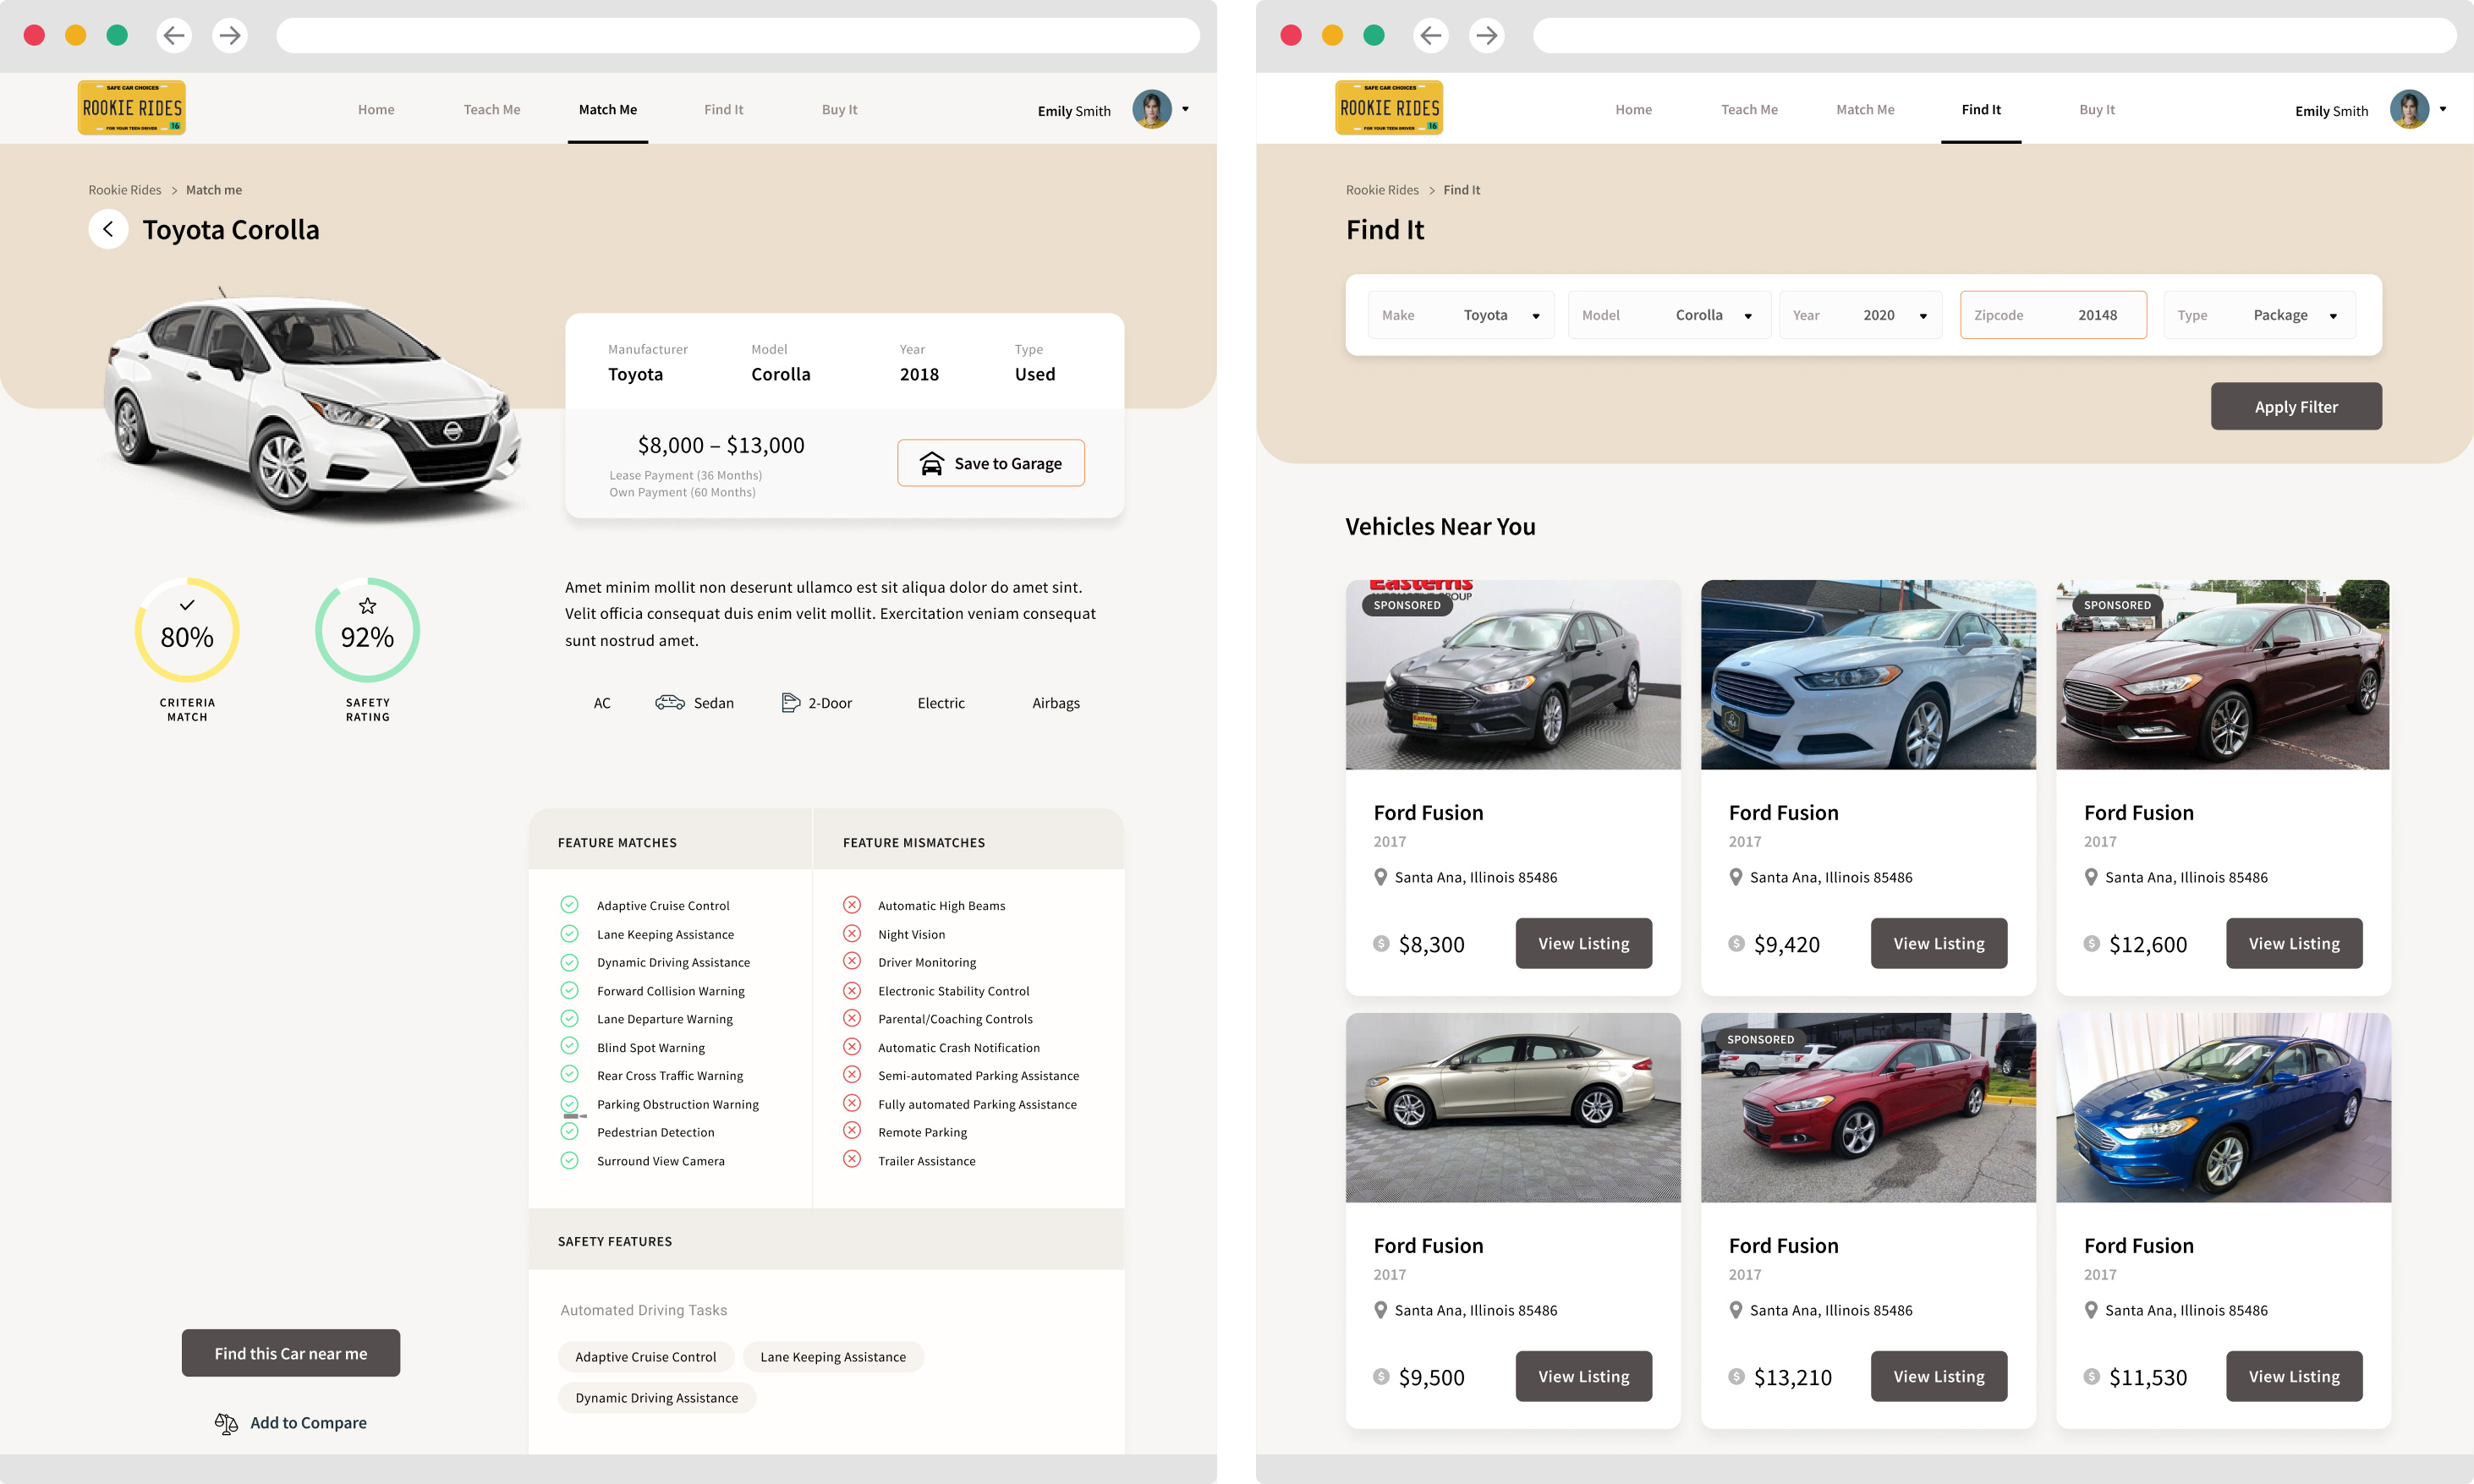 SAFE CAR CHOICES
ROOKIE RIDES
FOR YOUR TEEN DRIVER
16
Home
Teach Me
Match Me
Find It
Buy It
Emily Smith
Rookie Rides > Match me
Toyota Corolla
Manufacturer
Model
Year
Type
Toyota
Corolla
2018
Used
$8,000 – $13,000
Lease Payment (36 Months)
Own Payment (60 Months)
Save to Garage
80%
CRITERIA
MATCH
92%
SAFETY
RATING
Amet minim mollit non deserunt ullamco est sit aliqua dolor do amet sint.
Velit officia consequat duis enim velit mollit. Exercitation veniam consequat
sunt nostrud amet.
AC
Sedan
2-Door
Electric
Airbags
FEATURE MATCHES
Adaptive Cruise Control
Lane Keeping Assistance
Dynamic Driving Assistance
Forward Collision Warning
Lane Departure Warning
Blind Spot Warning
Rear Cross Traffic Warning
Parking Obstruction Warning
Pedestrian Detection
Surround View Camera
FEATURE MISMATCHES
Automatic High Beams
Night Vision
Driver Monitoring
Electronic Stability Control
Parental/Coaching Controls
Automatic Crash Notification
Semi-automated Parking Assistance
Fully automated Parking Assistance
Remote Parking
Trailer Assistance
SAFETY FEATURES
Automated Driving Tasks
Adaptive Cruise Control
Lane Keeping Assistance
Dynamic Driving Assistance
Find this Car near me
Add to Compare
SAFE CAR CHOICES
ROOKIE RIDES
FOR YOUR TEEN DRIVER
16
Home
Teach Me
Match Me
Find It
Buy It
Emily Smith
Rookie Rides > Find It
Find It
Make Toyota
Model Corolla
Year 2020
Zipcode 20148
Type Package
Apply Filter
Vehicles Near You
Easterns
SPONSORED
Easterns
Ford Fusion
2017
Santa Ana, Illinois 85486
$8,300
View Listing
Ford Fusion
2017
Santa Ana, Illinois 85486
$9,420
View Listing
SPONSORED
Ford Fusion
2017
Santa Ana, Illinois 85486
$12,600
View Listing
Ford Fusion
2017
Santa Ana, Illinois 85486
$9,500
View Listing
SPONSORED
Ford Fusion
2017
Santa Ana, Illinois 85486
$13,210
View Listing
Ford Fusion
2017
Santa Ana, Illinois 85486
$11,530
View Listing